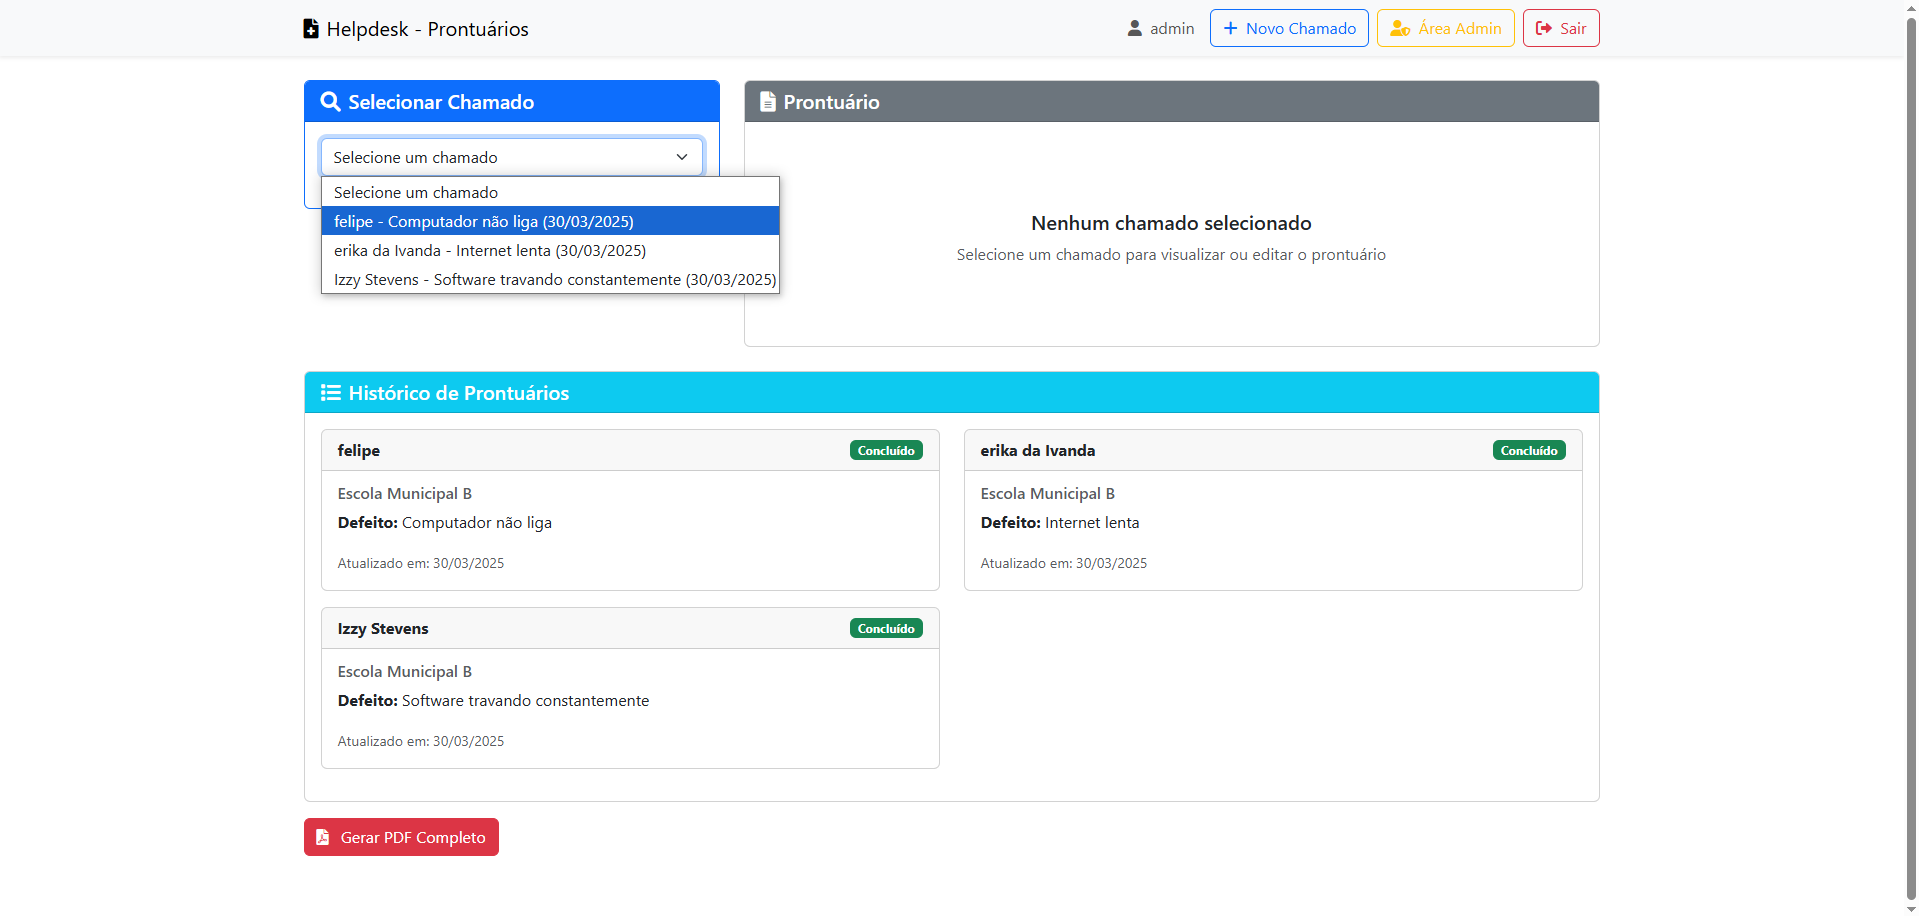 Helpdesk - Prontuários
admin
Novo Chamado
Área Admin
Sair
Selecionar Chamado
Selecione um chamado
Selecione um chamado
felipe - Computador não liga (30/03/2025)
erika da Ivanda - Internet lenta (30/03/2025)
Izzy Stevens - Software travando constantemente (30/03/2025)
Prontuário
Nenhum chamado selecionado
Selecione um chamado para visualizar ou editar o prontuário
Histórico de Prontuários
felipe
Concluído
Escola Municipal B
Defeito: Computador não liga
Atualizado em: 30/03/2025
erika da Ivanda
Concluído
Escola Municipal B
Defeito: Internet lenta
Atualizado em: 30/03/2025
Izzy Stevens
Concluído
Escola Municipal B
Defeito: Software travando constantemente
Atualizado em: 30/03/2025
Gerar PDF Completo